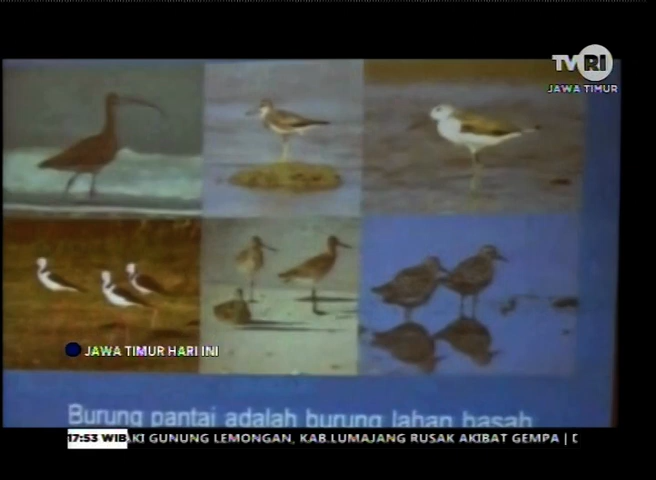 TVRI
JAWA TIMUR
JAWA TIMUR HARI INI
Burung pantai adalah burung lahan basah
17:53 WIB
AKI GUNUNG LEMONGAN, KAB.LUMAJANG RUSAK AKIBAT GEMPA | D